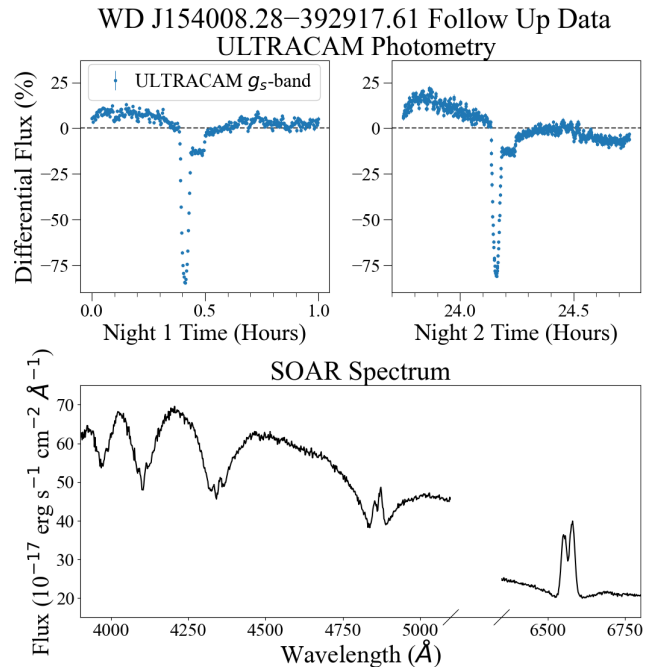 WD J154008.28−392917.61 Follow Up Data
ULTRACAM Photometry
Differential Flux (%)
25
0
−25
−50
−75
ULTRACAM gs-band
0.0 0.5 1.0
Night 1 Time (Hours)
25
0
−25
−50
−75
24.0 24.5
Night 2 Time (Hours)
SOAR Spectrum
Flux (10⁻¹⁷ erg s⁻¹ cm⁻² Å⁻¹)
70
60
50
40
30
20
4000 4250 4500 4750 5000 6500 6750
Wavelength (Å)